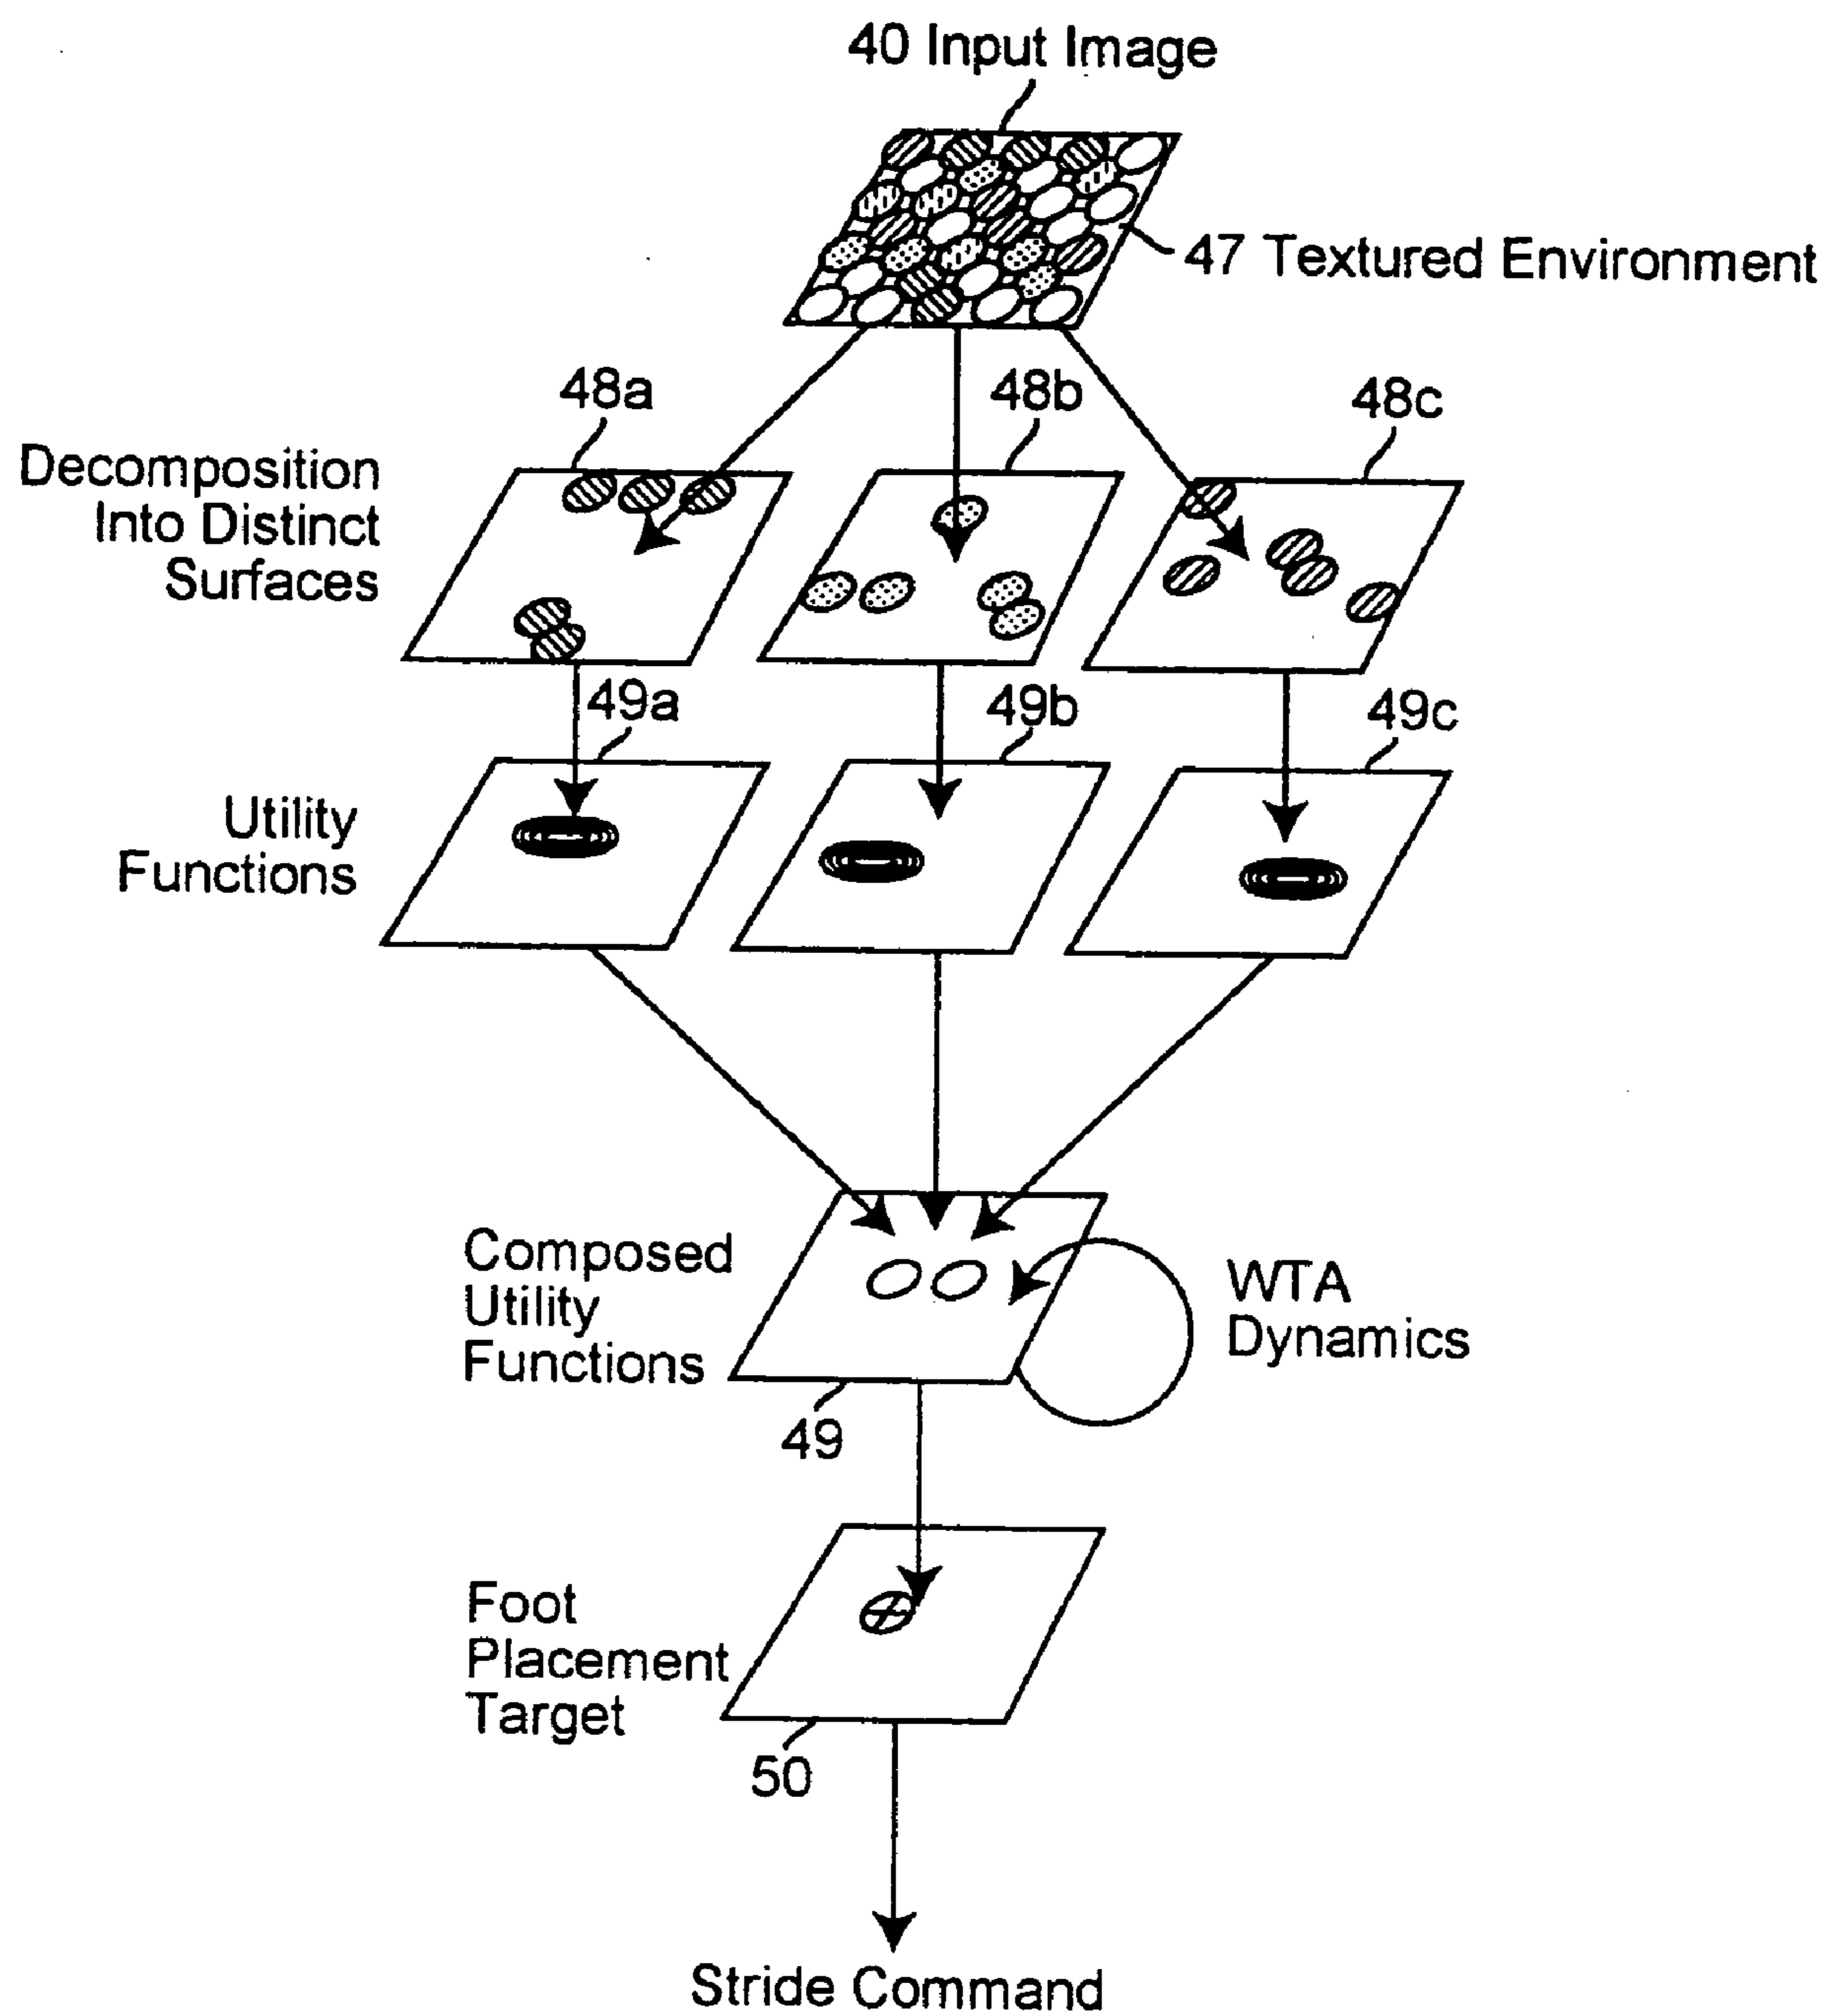 40 Input Image
47 Textured Environment
48a
48b
48c
Decomposition
Into Distinct
Surfaces
49a
49b
49c
Utility
Functions
Composed
Utility
Functions
WTA
Dynamics
49
Foot
Placement
Target
50
Stride Command